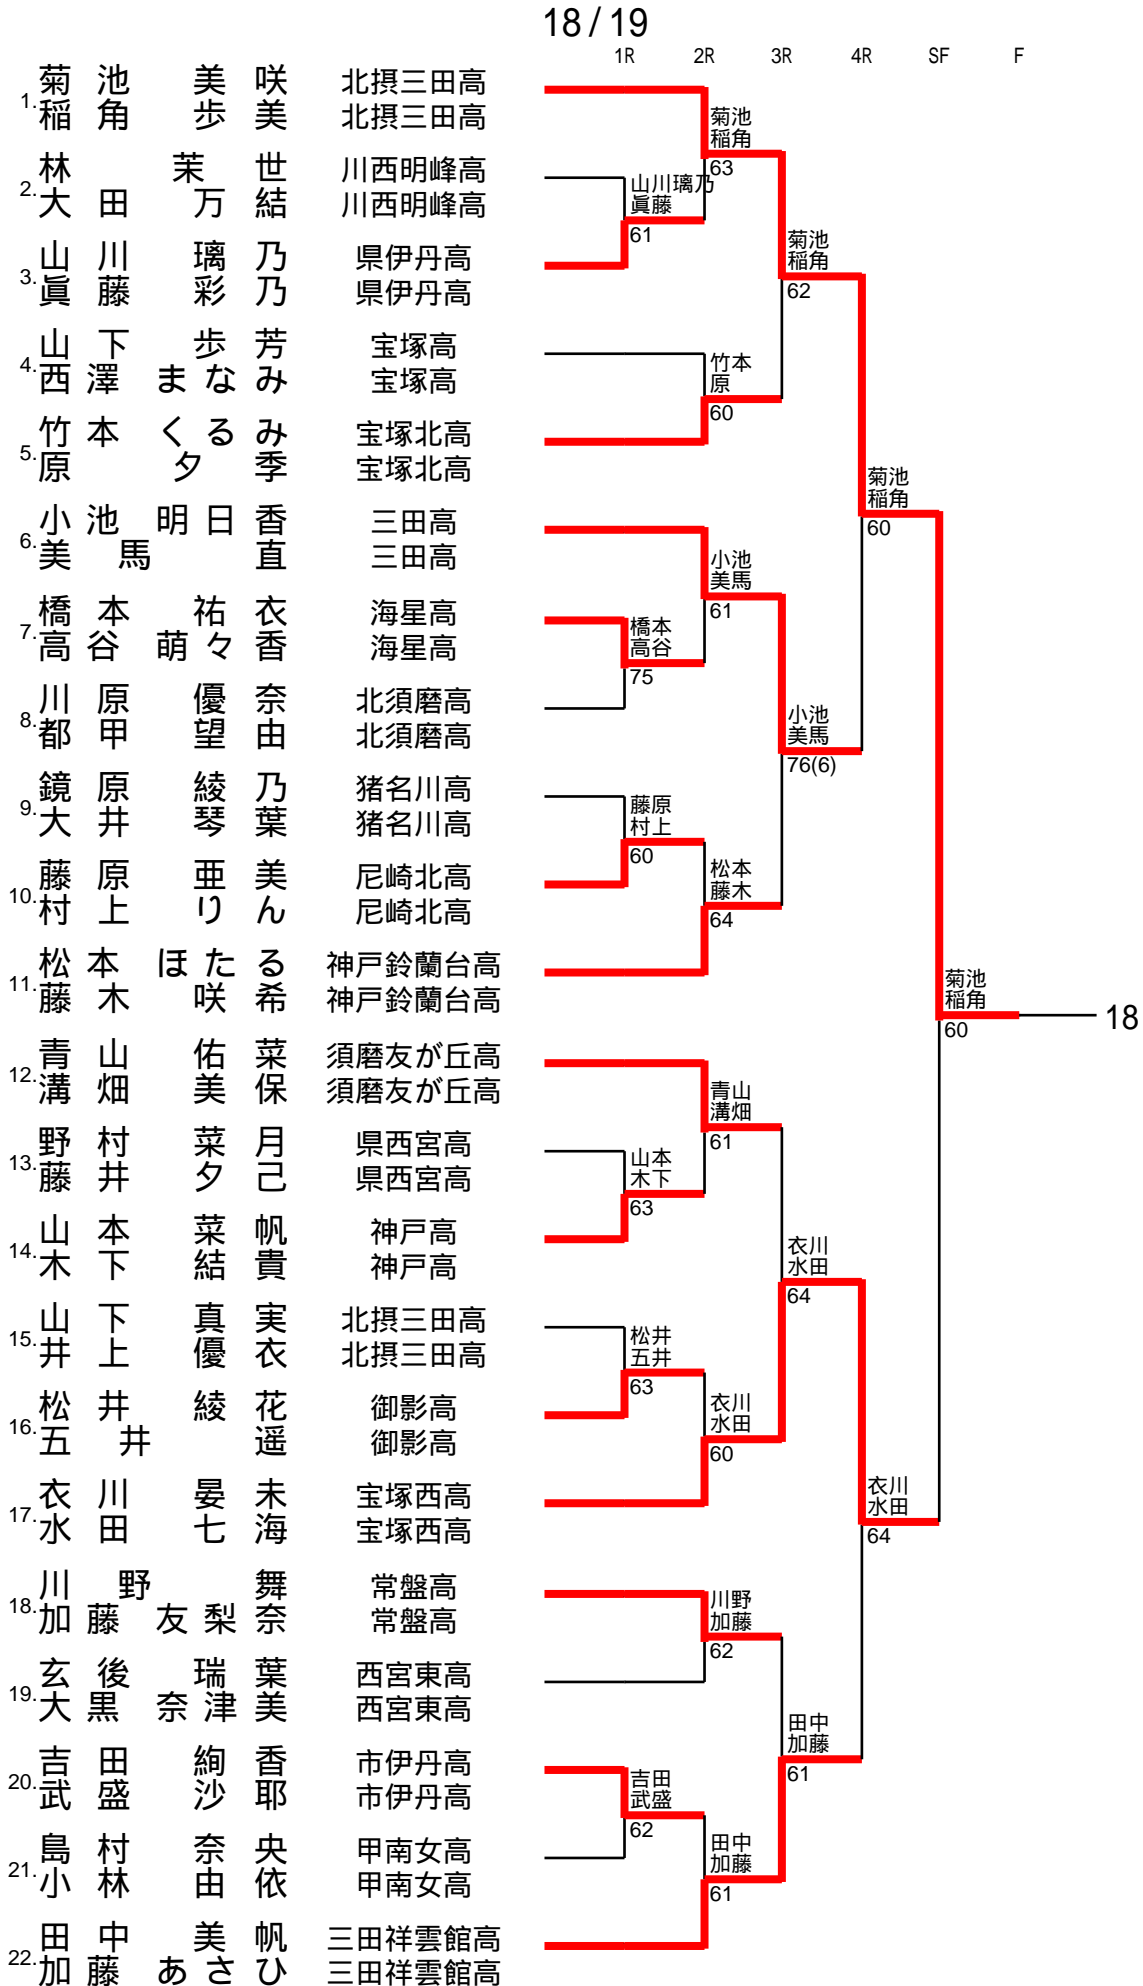 18 / 19
1R 2R 3R 4R SF F
1. 菊池 美咲 北摂三田高
稲角 歩美 北摂三田高
2. 林 茉世 川西明峰高
大田 万結 川西明峰高
3. 山川 璃乃 県伊丹高
眞藤 彩乃 県伊丹高
4. 山下 歩芳 宝塚高
西澤 まなみ 宝塚高
5. 竹本 くるみ 宝塚北高
原 夕季 宝塚北高
6. 小池 明日香 三田高
美馬 直 三田高
7. 橋本 祐衣 海星高
高谷 萌々香 海星高
8. 川原 優奈 北須磨高
都甲 望由 北須磨高
9. 鏡原 綾乃 猪名川高
大井 琴葉 猪名川高
10. 藤原 亜美 尼崎北高
村上 りん 尼崎北高
11. 松本 ほたる 神戸鈴蘭台高
藤木 咲希 神戸鈴蘭台高
12. 青山 佑菜 須磨友が丘高
溝畑 美保 須磨友が丘高
13. 野村 菜月 県西宮高
藤井 夕己 県西宮高
14. 山本 菜帆 神戸高
木下 結貴 神戸高
15. 山下 真実 北摂三田高
井上 優衣 北摂三田高
16. 松井 綾花 御影高
五井 遥 御影高
17. 衣川 晏未 宝塚西高
水田 七海 宝塚西高
18. 川野 舞 常盤高
加藤 友梨奈 常盤高
19. 玄後 瑞葉 西宮東高
大黒 奈津美 西宮東高
20. 吉田 絢香 市伊丹高
武盛 沙耶 市伊丹高
21. 島村 奈央 甲南女高
小林 由依 甲南女高
22. 田中 美帆 三田祥雲館高
加藤 あさひ 三田祥雲館高
山川璃乃
眞藤
61
橋本
高谷
75
藤原
村上
60
山本
木下
63
松井
五井
63
吉田
武盛
62
菊池
稲角
63
竹本
原
60
小池
美馬
61
松本
藤木
64
青山
溝畑
61
衣川
水田
60
川野
加藤
62
田中
加藤
61
菊池
稲角
62
小池
美馬
76(6)
衣川
水田
64
田中
加藤
61
菊池
稲角
60
衣川
水田
64
菊池
稲角
60
18